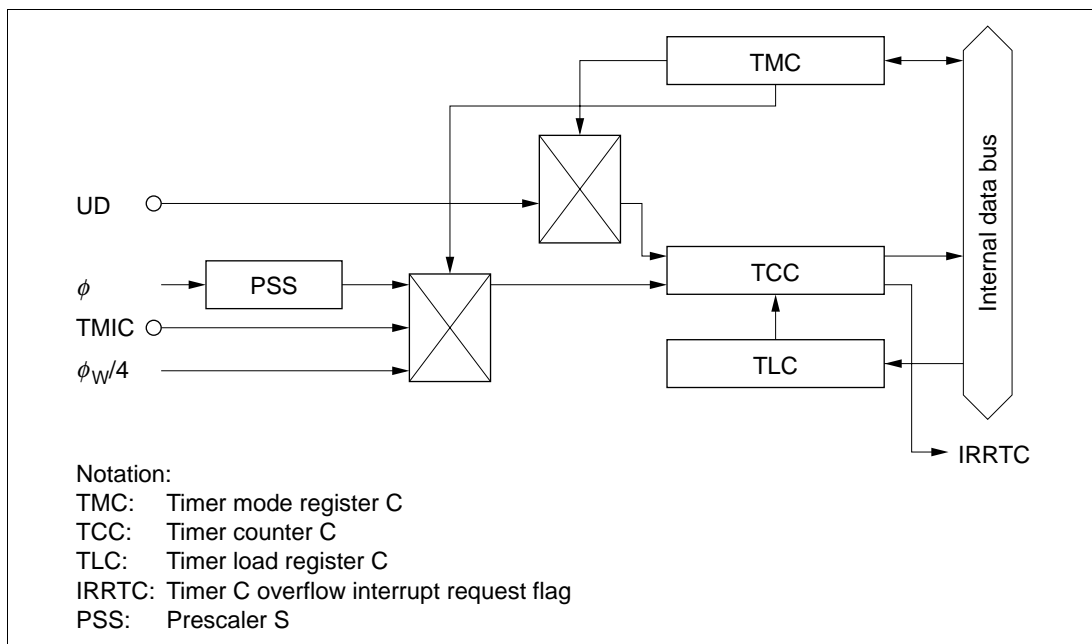 TMC
UD
TCC
Internal data bus
ϕ
PSS
TMIC
ϕW/4
TLC
IRRTC
Notation:
TMC: Timer mode register C
TCC: Timer counter C
TLC: Timer load register C
IRRTC: Timer C overflow interrupt request flag
PSS: Prescaler S